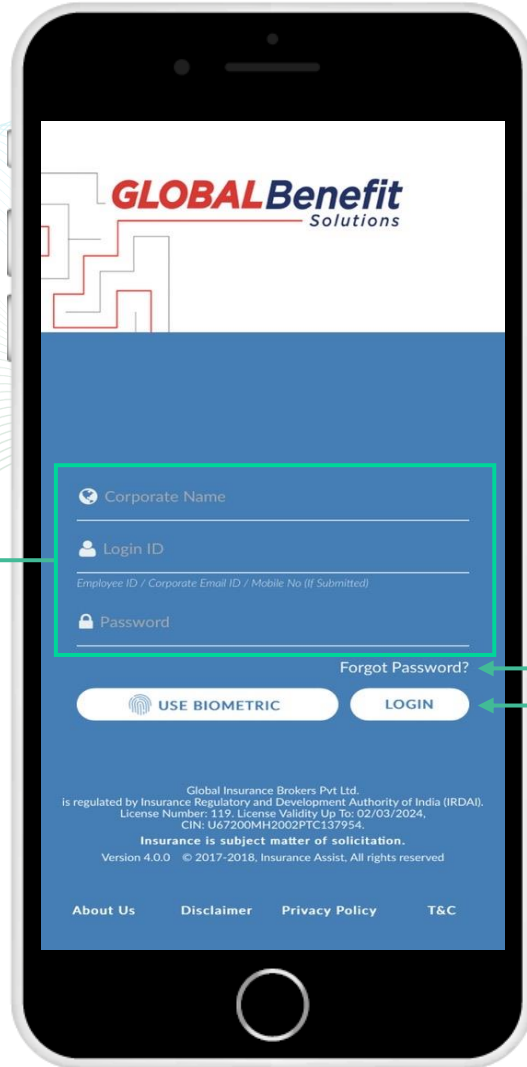 GLOBAL Benefit
Solutions
Corporate Name
Login ID
Employee ID / Corporate Email ID / Mobile No (If Submitted)
Password
Forgot Password?
USE BIOMETRIC LOGIN
Global Insurance Brokers Pvt Ltd.
is regulated by Insurance Regulatory and Development Authority of India (IRDAI).
License Number: 119. License Validity Up To: 02/03/2024,
CIN: U67200MH2002PTC137954.
Insurance is subject matter of solicitation.
Version 4.0.0 © 2017-2018, Insurance Assist, All rights reserved
About Us Disclaimer Privacy Policy T&C